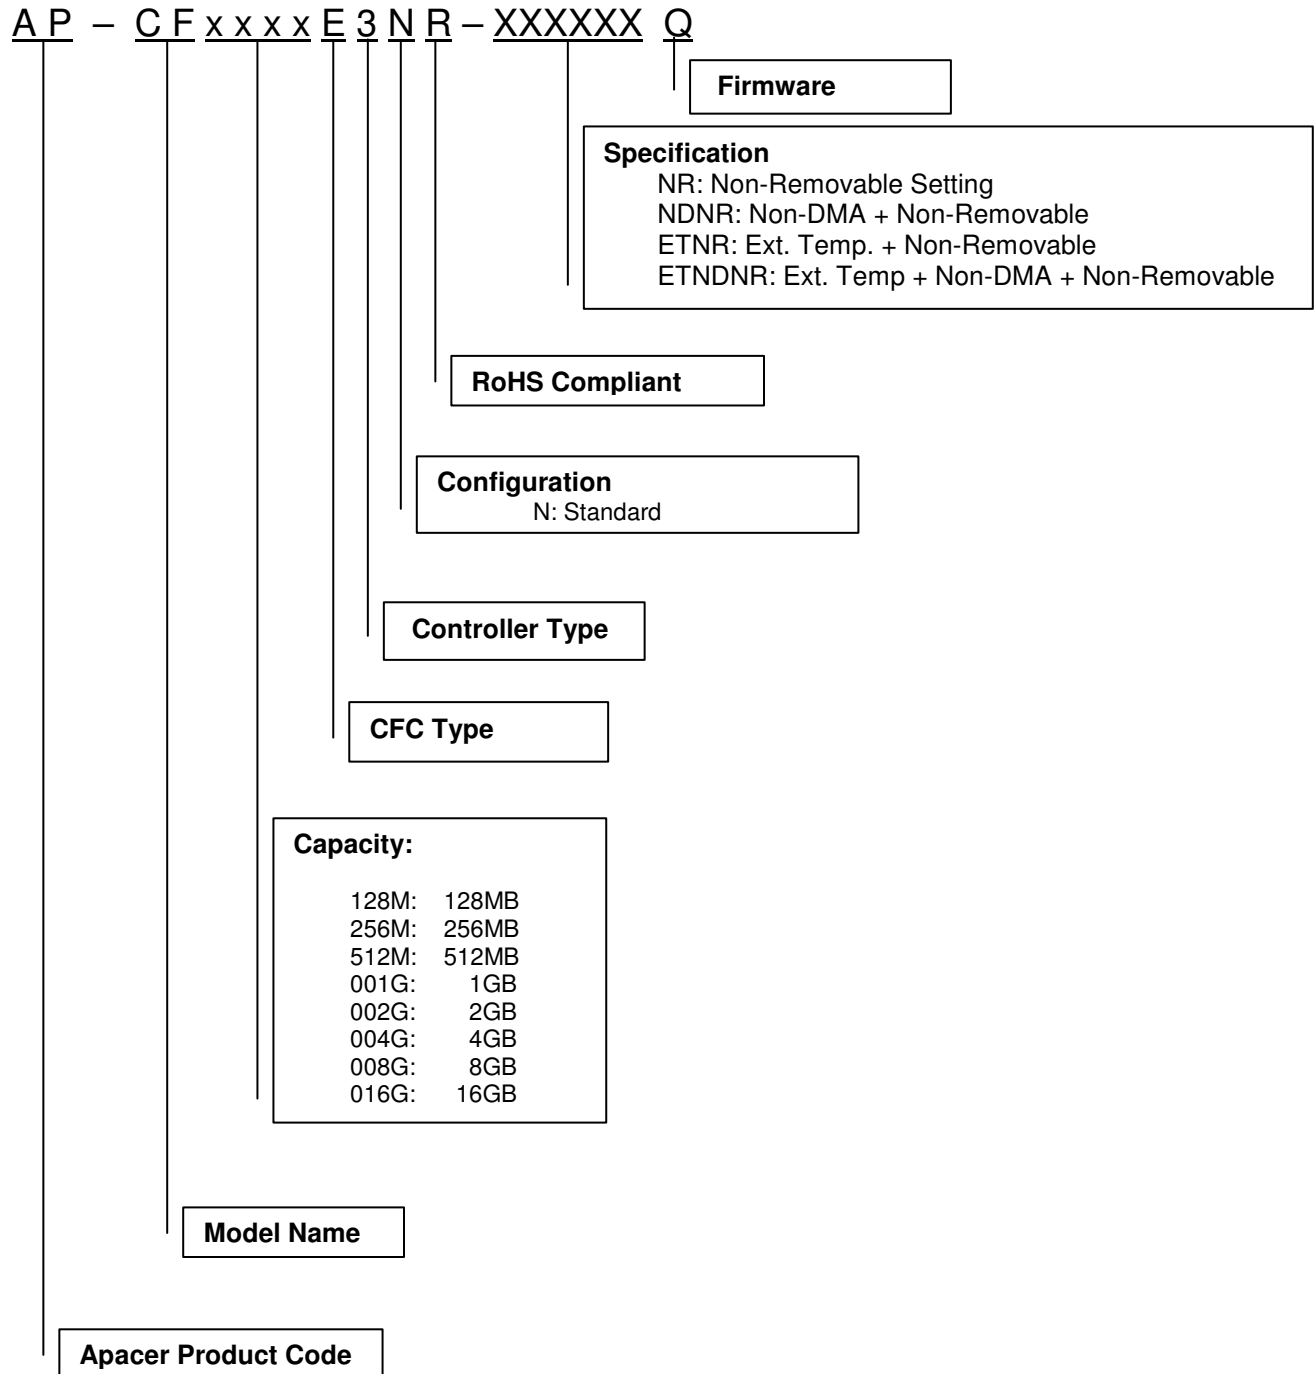 A P – C F x x x x E 3 N R – XXXXXX Q
Firmware
Specification
NR: Non-Removable Setting
NDNR: Non-DMA + Non-Removable
ETNR: Ext. Temp. + Non-Removable
ETNDNR: Ext. Temp + Non-DMA + Non-Removable
RoHS Compliant
Configuration
N: Standard
Controller Type
CFC Type
Capacity:
128M: 128MB
256M: 256MB
512M: 512MB
001G: 1GB
002G: 2GB
004G: 4GB
008G: 8GB
016G: 16GB
Model Name
Apacer Product Code